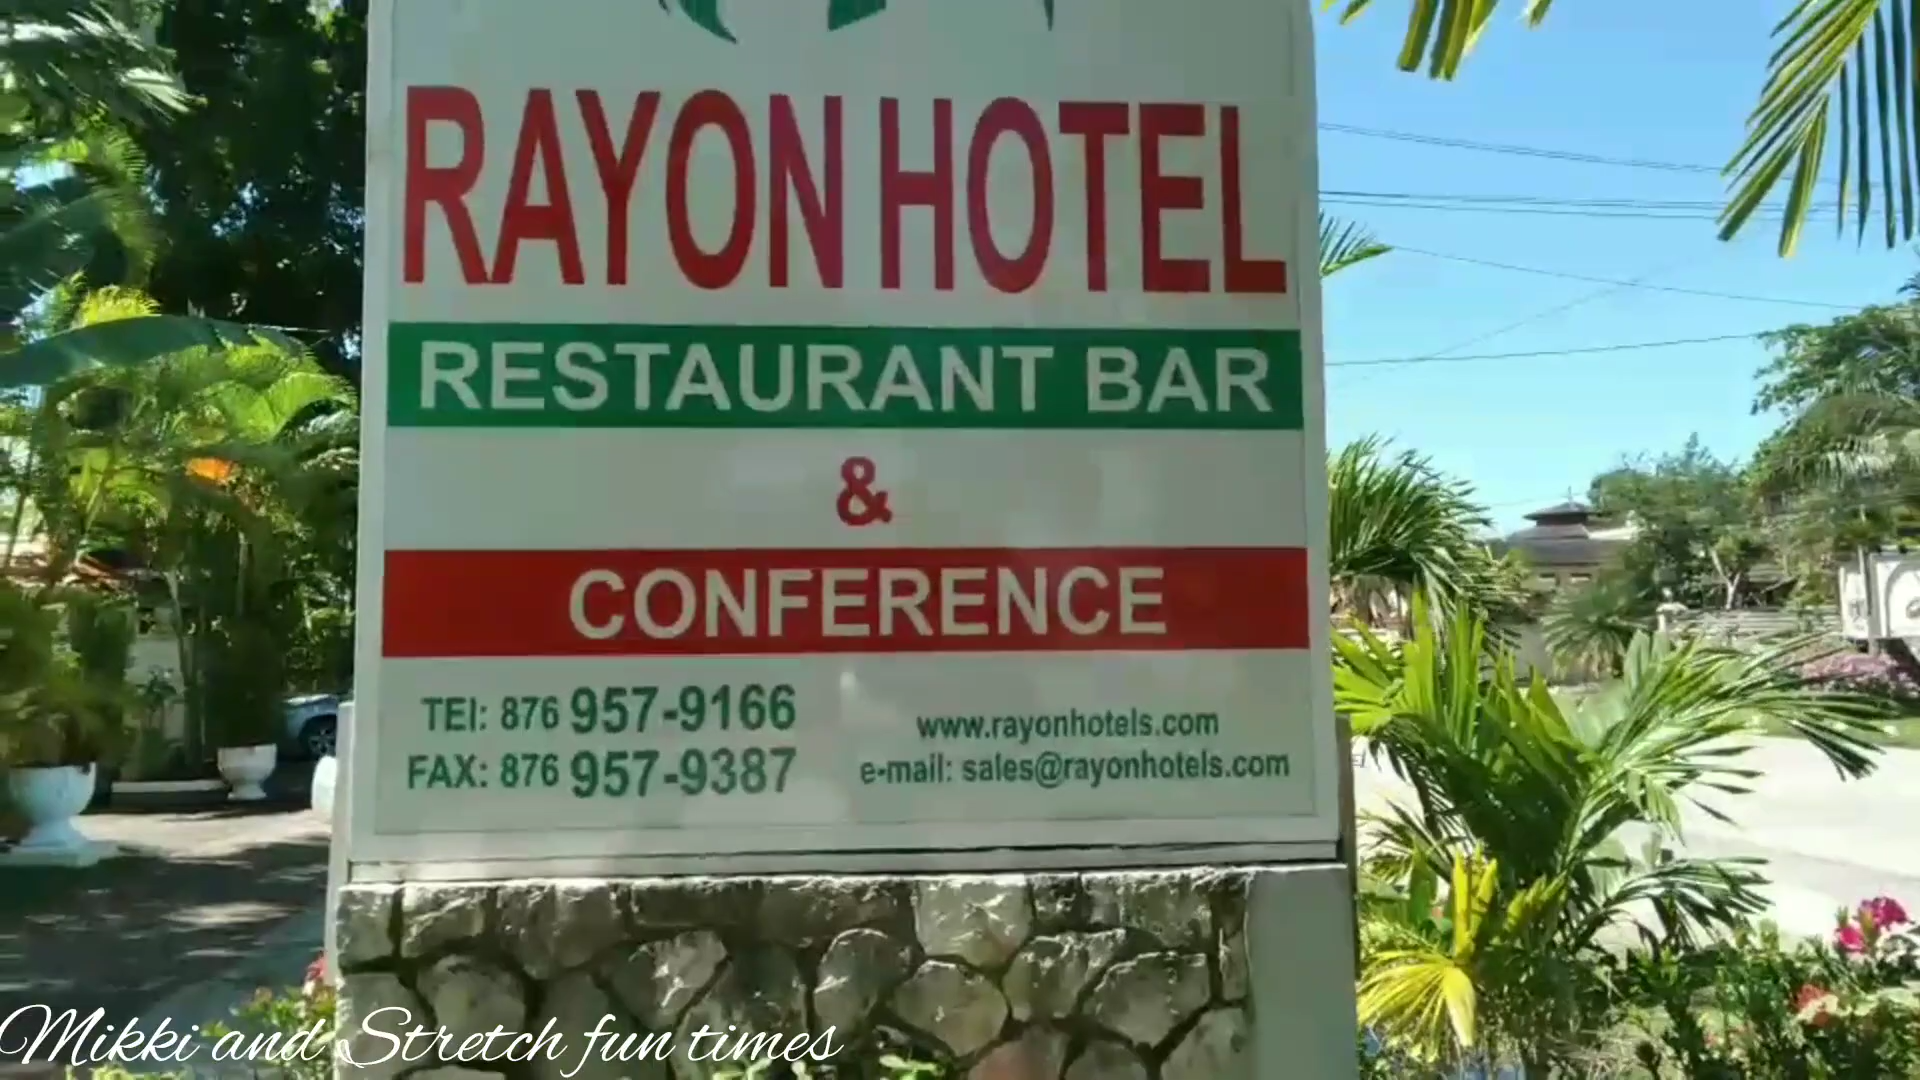 RAYON HOTEL
RESTAURANT BAR
&
CONFERENCE
TEl: 876 957-9166
FAX: 876 957-9387
www.rayonhotels.com
e-mail: sales@rayonhotels.com
Mikki and Stretch fun times